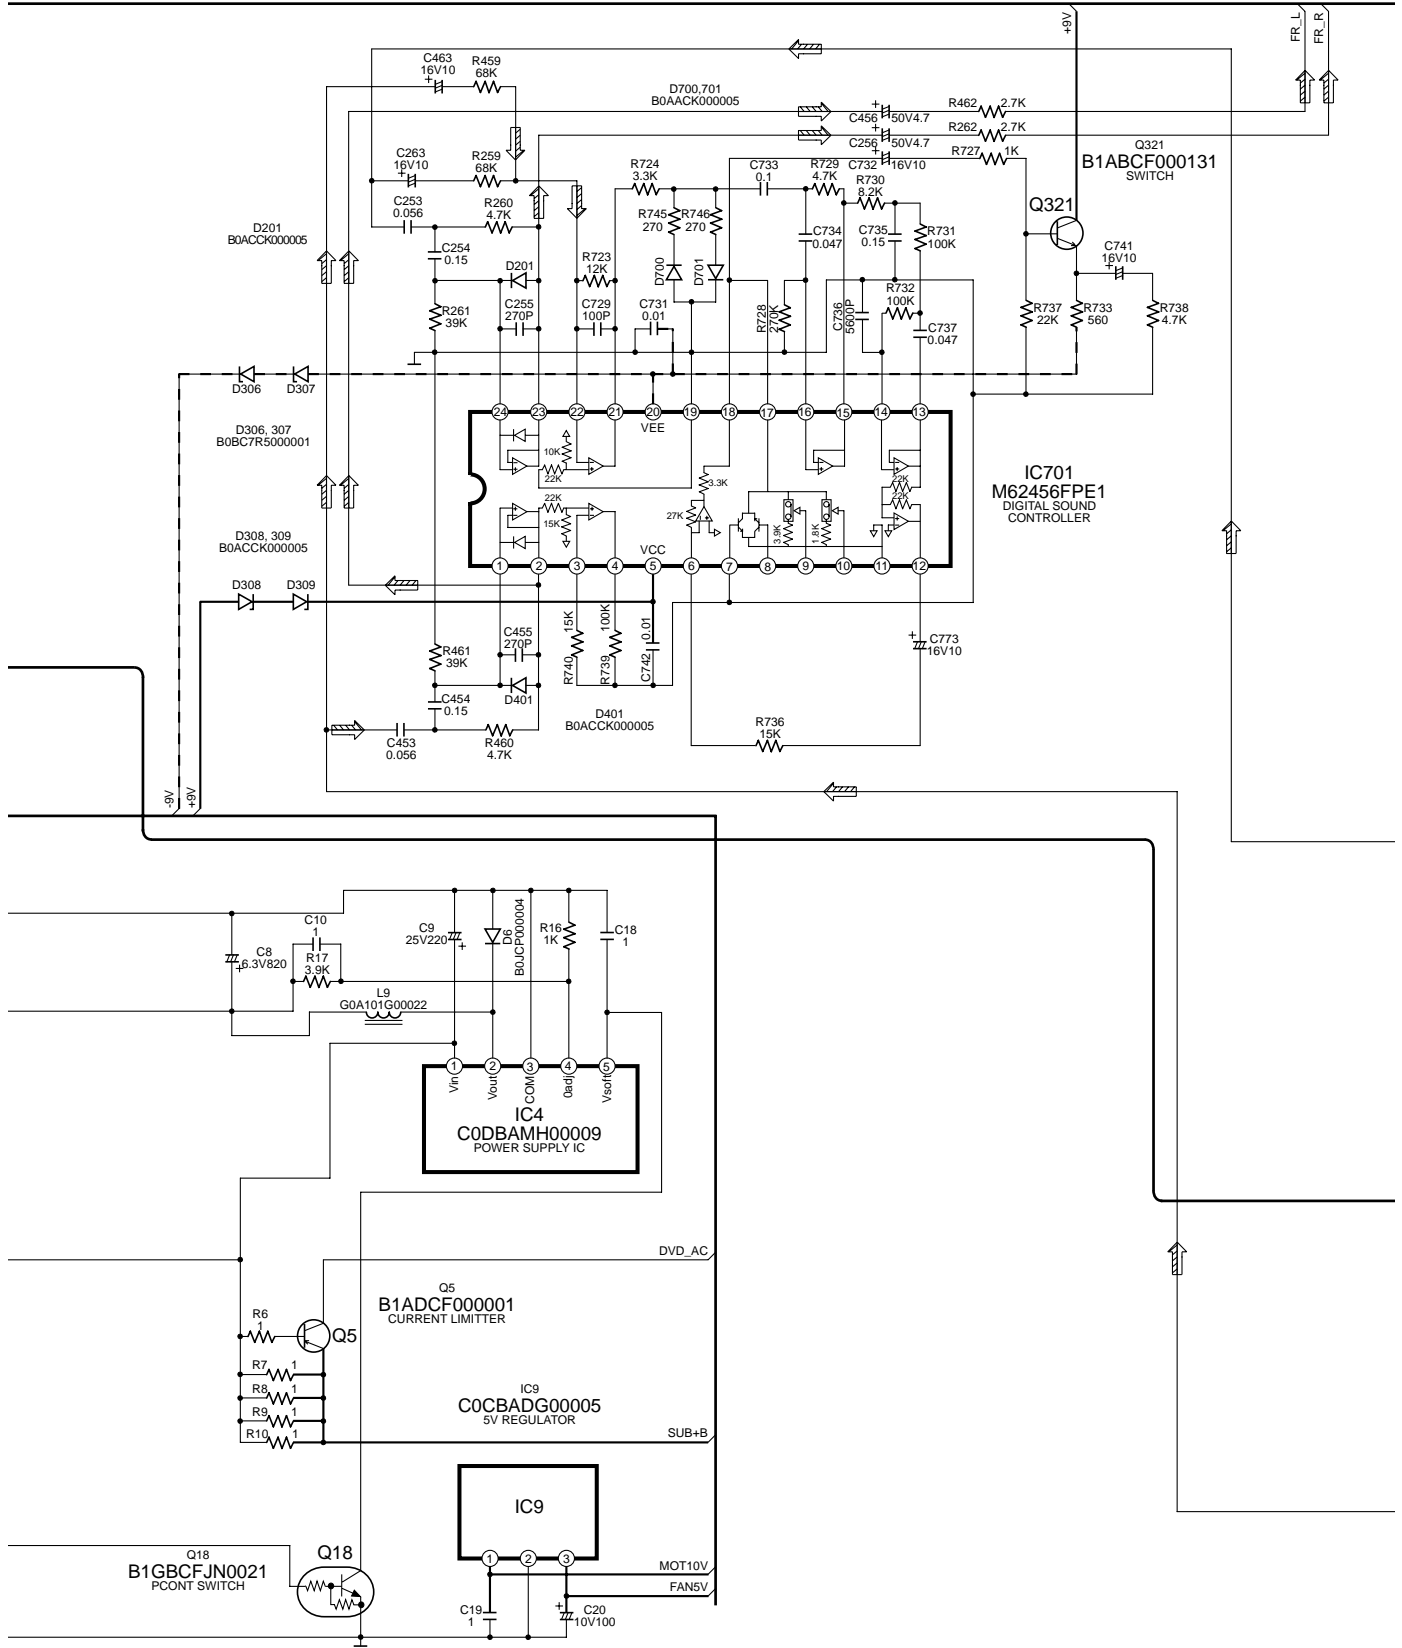 +9V
FR_L
FR_R
C463
16V10
R459
68K
D700,701
B0AACK000005
C456
50V4.7
R462
2.7K
C256
50V4.7
R262
2.7K
C263
16V10
R259
68K
R724
3.3K
C733
0.1
R729
4.7K
C732
16V10
R727
1K
Q321
B1ABCF000131
SWITCH
R730
8.2K
C253
0.056
R260
4.7K
R745
270
R746
270
Q321
D201
B0ACCK000005
C254
0.15
C734
0.047
C735
0.15
R731
100K
C741
16V10
D201
R723
12K
D700
D701
R732
100K
R261
39K
C255
270P
C729
100P
C731
0.01
R728
270K
C736
5600P
C737
0.047
R737
22K
R733
560
R738
4.7K
D306
D307
24
23
22
21
20
19
18
17
16
15
14
13
VEE
D306, 307
B0BC7R5000001
10K
22K
3.3K
22K
22K
IC701
M62456FPE1
DIGITAL SOUND
CONTROLLER
22K
15K
27K
3.9K
1.8K
VCC
D308, 309
B0ACCK000005
1
2
3
4
5
6
7
8
9
10
11
12
D308
D309
C455
270P
15K
R740
100K
R739
0.01
C742
C773
16V10
R461
39K
D401
C454
0.15
D401
B0ACCK000005
R736
15K
C453
0.056
R460
4.7K
-9V
+9V
C10
1
C9
25V220
D6
B0JCP000004
R16
1K
C18
1
C8
6.3V820
R17
3.9K
L9
G0A101G00022
1
2
3
4
5
Vin
Vout
COM
0adj
Vsoft
IC4
C0DBAMH00009
POWER SUPPLY IC
DVD_AC
Q5
B1ADCF000001
CURRENT LIMITTER
R6
1
Q5
R7
1
R8
1
R9
1
R10
1
IC9
C0CBADG00005
5V REGULATOR
SUB+B
IC9
Q18
B1GBCFJN0021
PCONT SWITCH
Q18
1
2
3
MOT10V
FAN5V
C19
1
C20
10V100